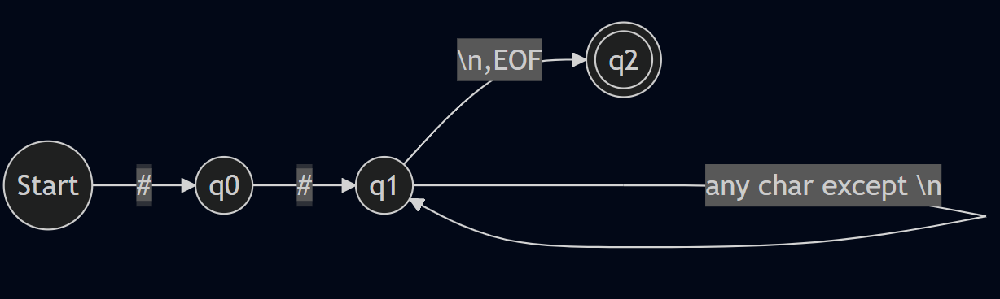 \n,EOF
q2
Start
#
q0
#
q1
any char except \n